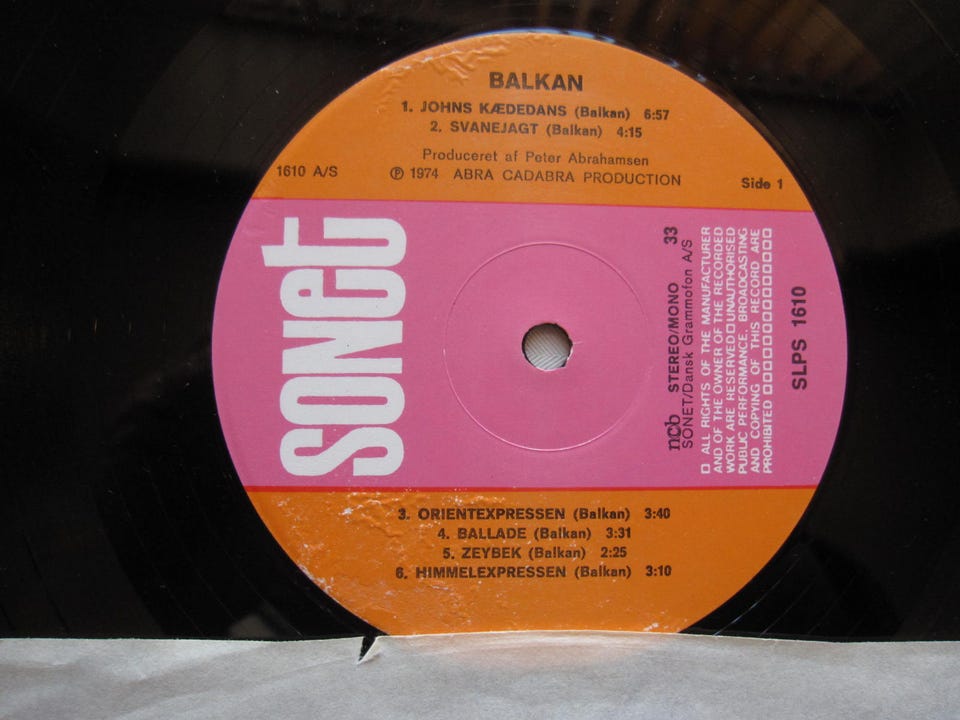 BALKAN
1. JOHNS KÆDEDANS (Balkan) 6:57
2. SVANEJAGT (Balkan) 4:15
Produceret af Peter Abrahamsen
1610 A/S ℗ 1974 ABRA CADABRA PRODUCTION Side 1
SONET
ncb STEREO/MONO 33
SONET/Dansk Grammofon A/S
□ ALL RIGHTS OF THE MANUFACTURER
AND OF THE OWNER OF THE RECORDED
WORK ARE RESERVED □ UNAUTHORISED
PUBLIC PERFORMANCE, BROADCASTING
AND COPYING OF THIS RECORD ARE
PROHIBITED □□□□□□□□□□□
SLPS 1610
3. ORIENTEXPRESSEN (Balkan) 3:40
4. BALLADE (Balkan) 3:31
5. ZEYBEK (Balkan) 2:25
6. HIMMELEXPRESSEN (Balkan) 3:10